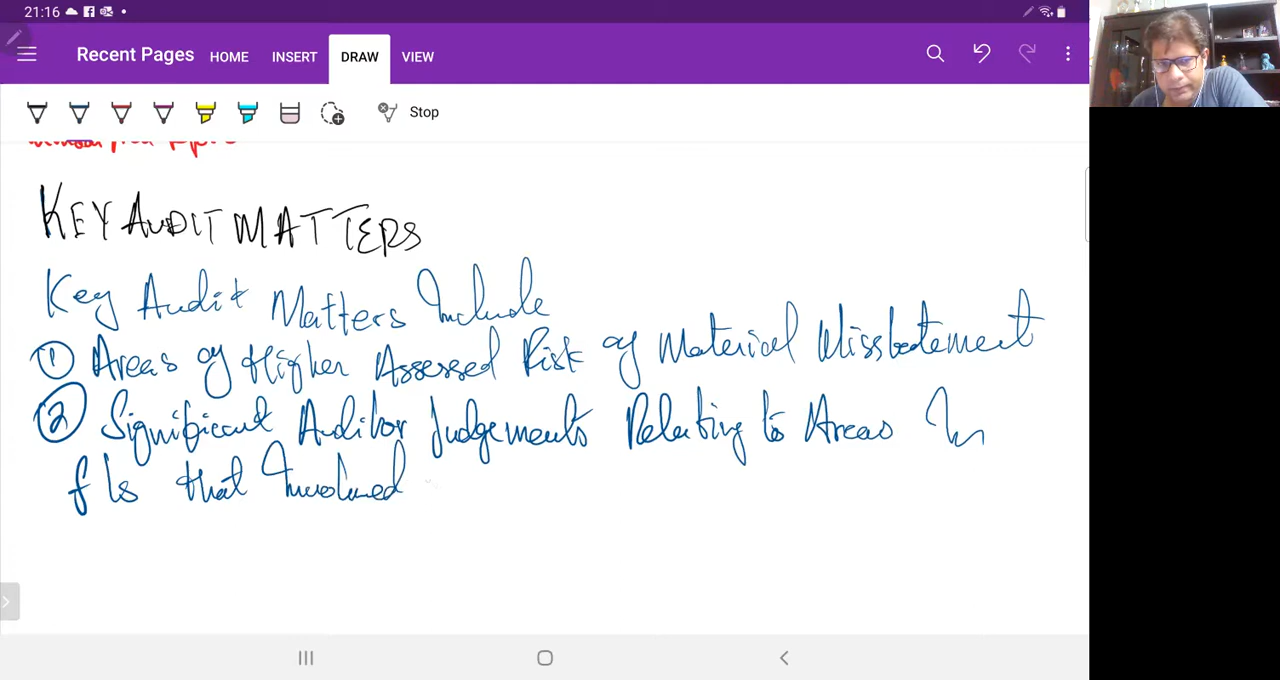 21:16
Recent Pages HOME INSERT DRAW VIEW
Stop
KEY AUDIT MATTERS
Key Audit Matters Include
① Areas of Higher Assessed Risk of Material Misstatement
② Significant Auditor Judgements Relating to Areas In
f/s that Involved